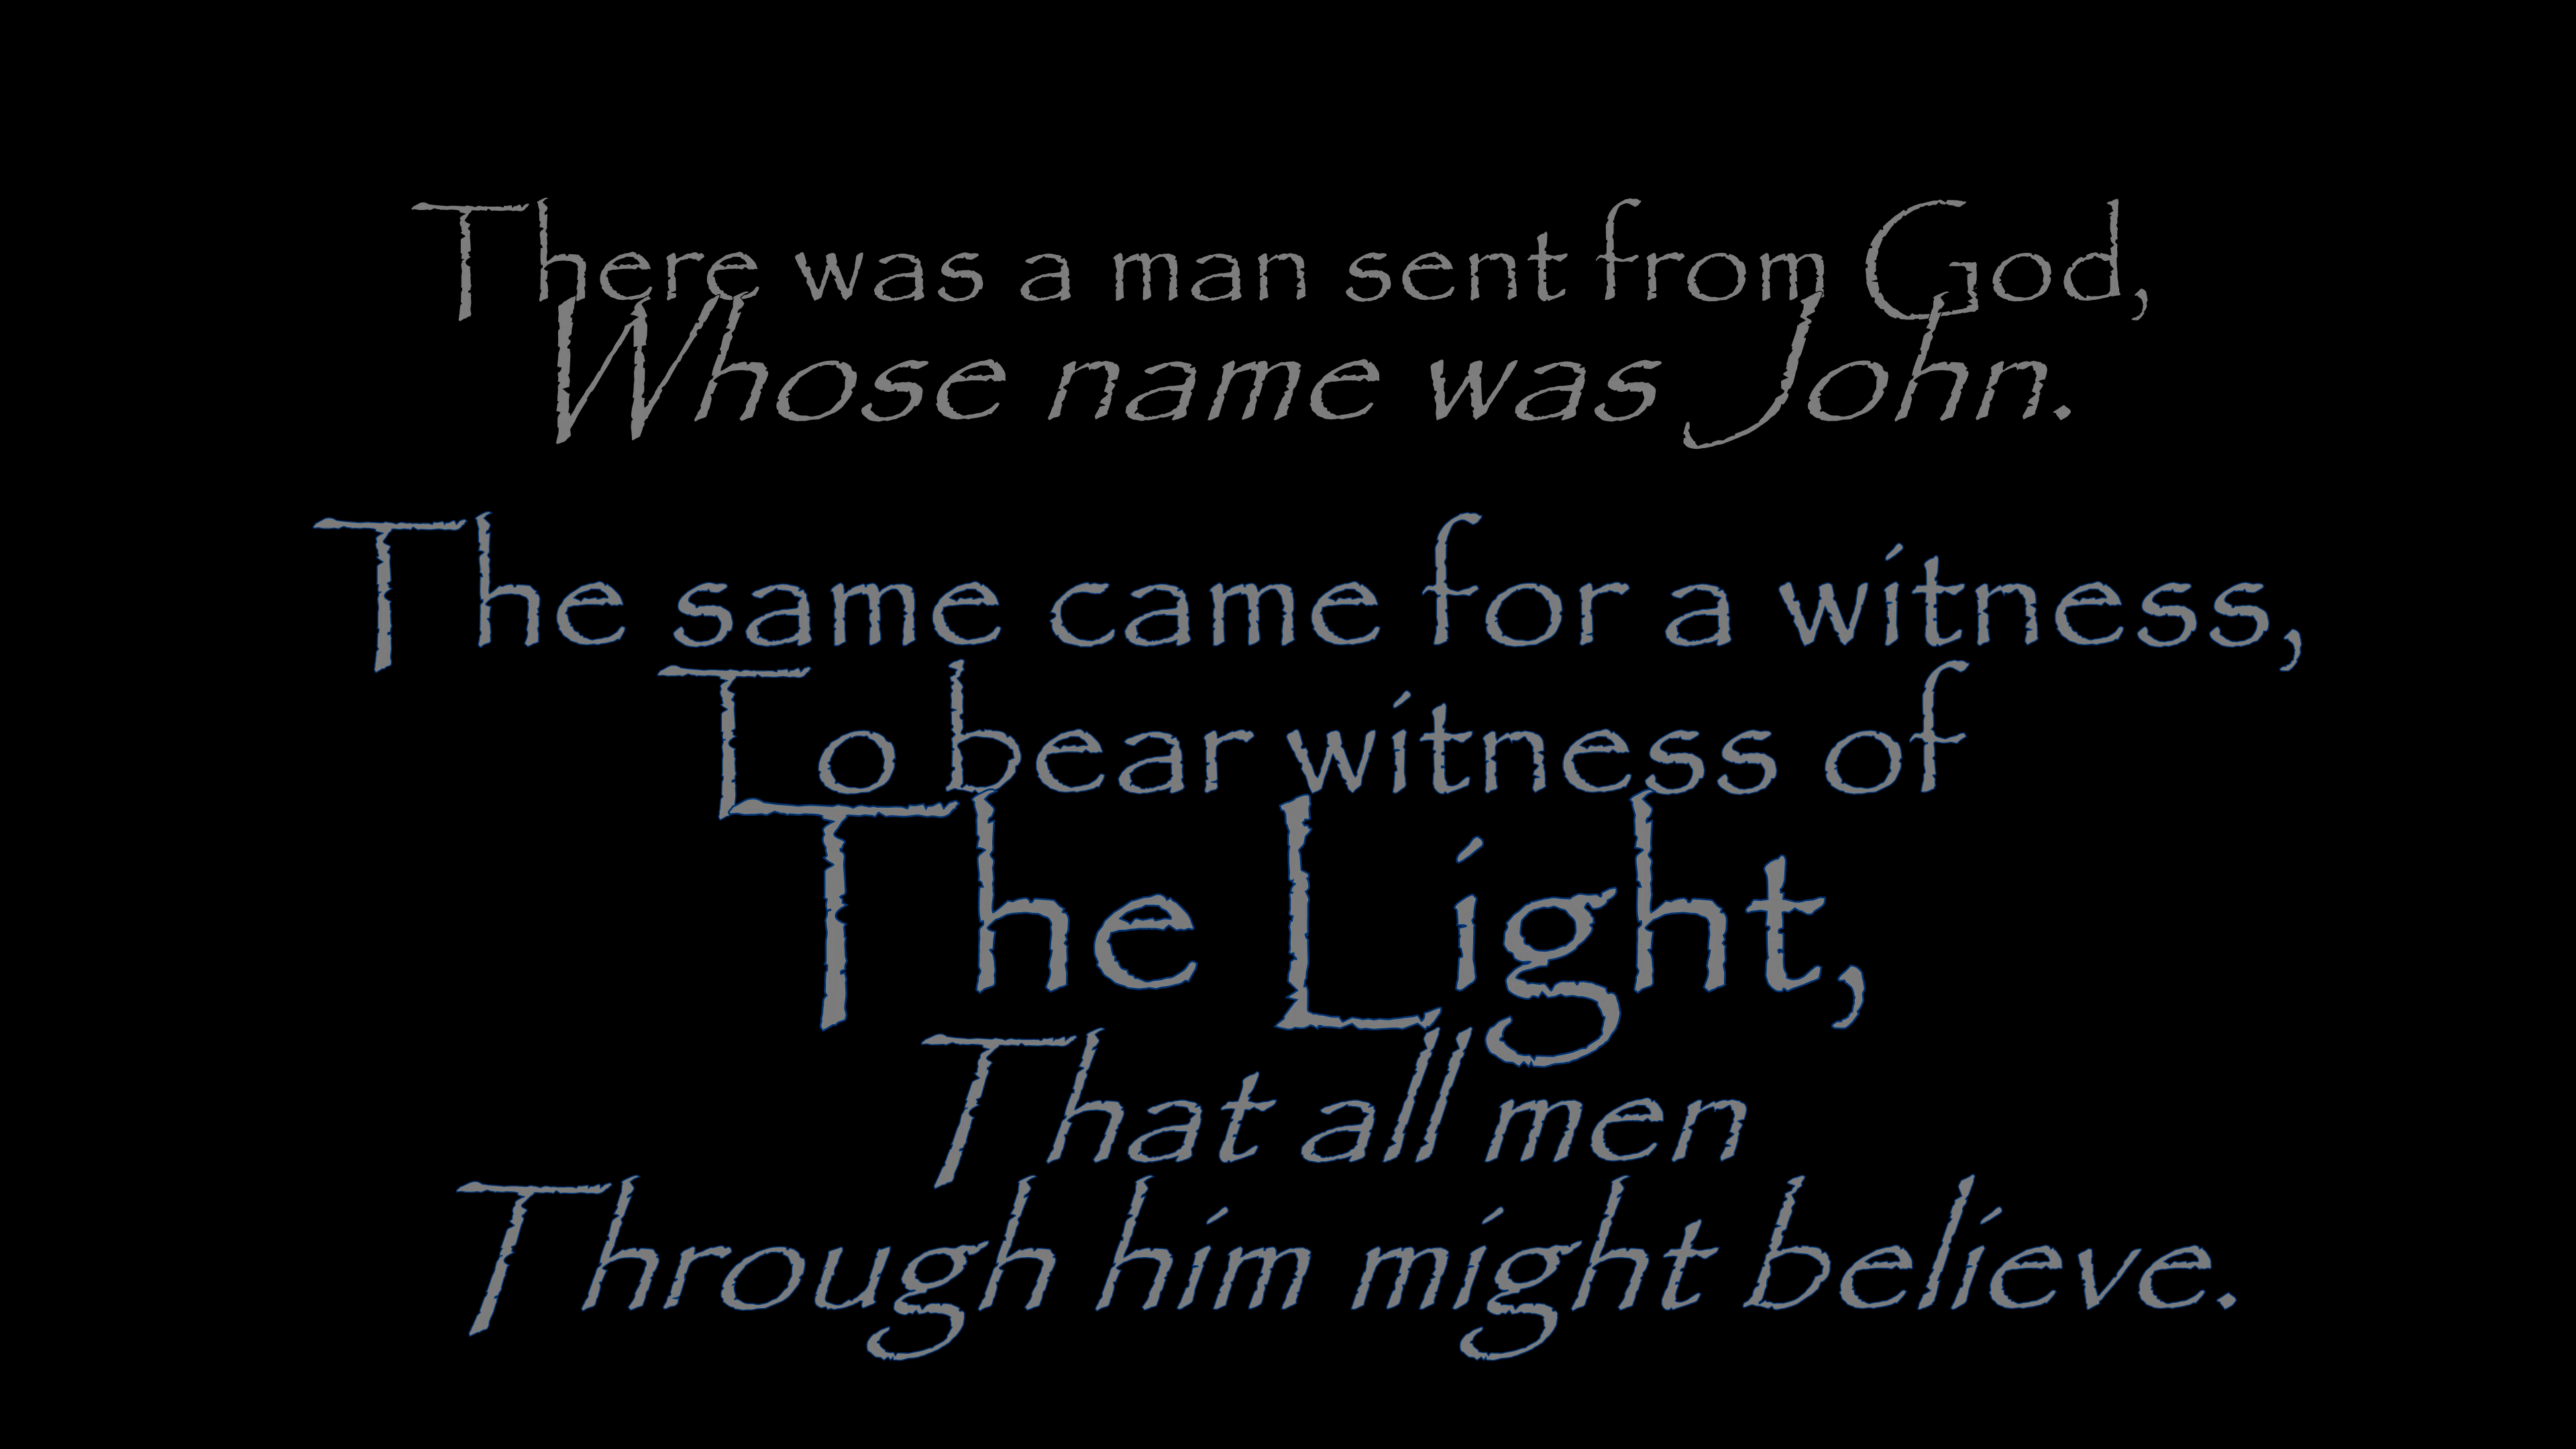 There was a man sent from God,
Whose name was John.
The same came for a witness,
To bear witness of
The Light,
That all men
Through him might believe.